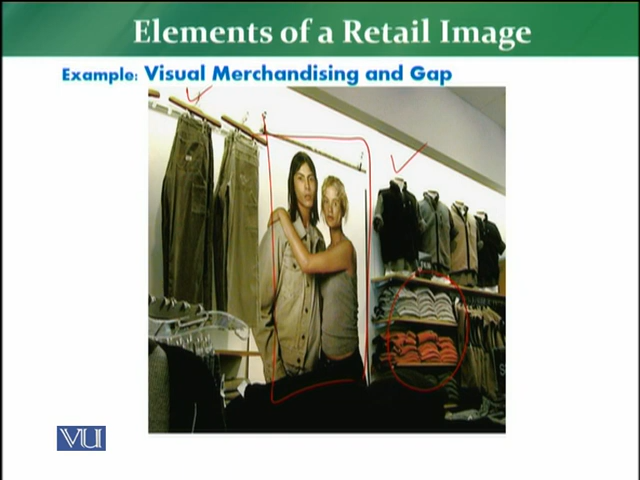 Elements of a Retail Image
Example: Visual Merchandising and Gap
VU